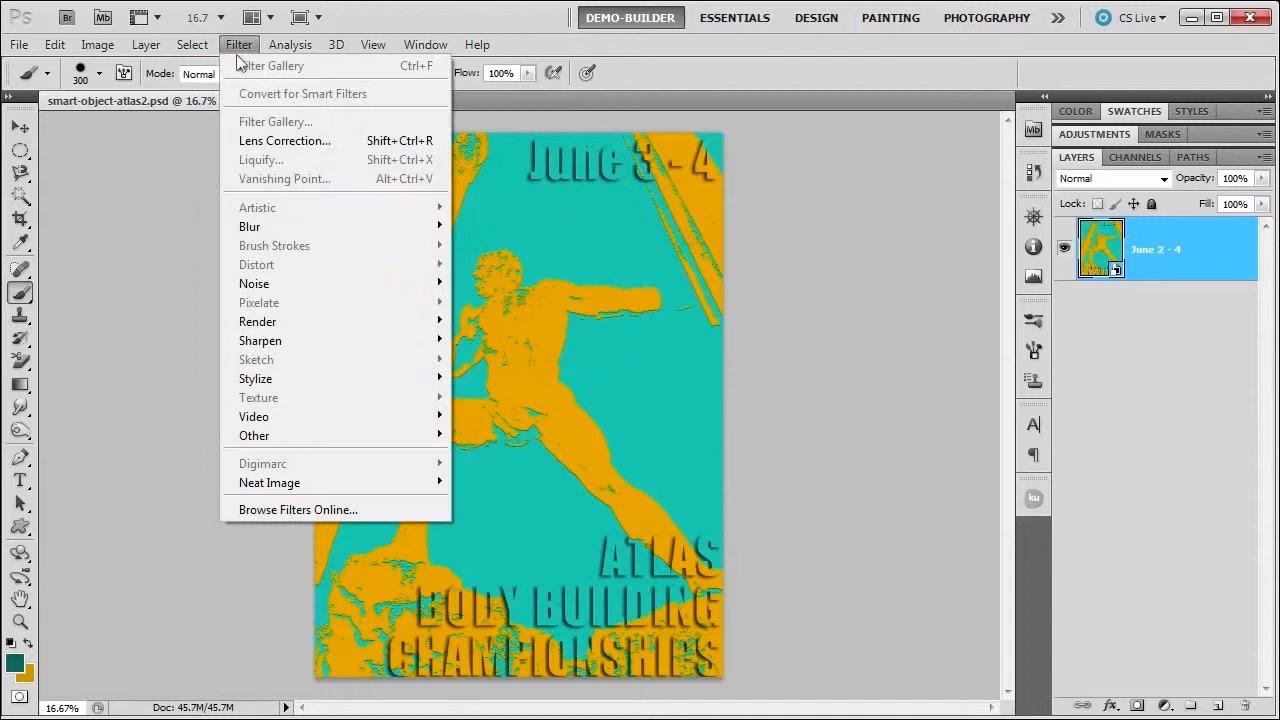 Ps Br Mb 16.7 DEMO-BUILDER ESSENTIALS DESIGN PAINTING PHOTOGRAPHY CS Live
File Edit Image Layer Select Filter Analysis 3D View Window Help
300 Mode: Normal Flow: 100%
smart-object-atlas2.psd @ 16.7%
Filter Gallery Ctrl+F
Convert for Smart Filters
Filter Gallery...
Lens Correction... Shift+Ctrl+R
Liquify... Shift+Ctrl+X
Vanishing Point... Alt+Ctrl+V
Artistic
Blur
Brush Strokes
Distort
Noise
Pixelate
Render
Sharpen
Sketch
Stylize
Texture
Video
Other
Digimarc
Neat Image
Browse Filters Online...
June 3 - 4
ATLAS
BODY BUILDING
CHAMPIONSHIPS
Mb
ku
COLOR SWATCHES STYLES
ADJUSTMENTS MASKS
LAYERS CHANNELS PATHS
Normal Opacity: 100%
Lock: Fill: 100%
June 2 - 4
16.67% Doc: 45.7M/45.7M